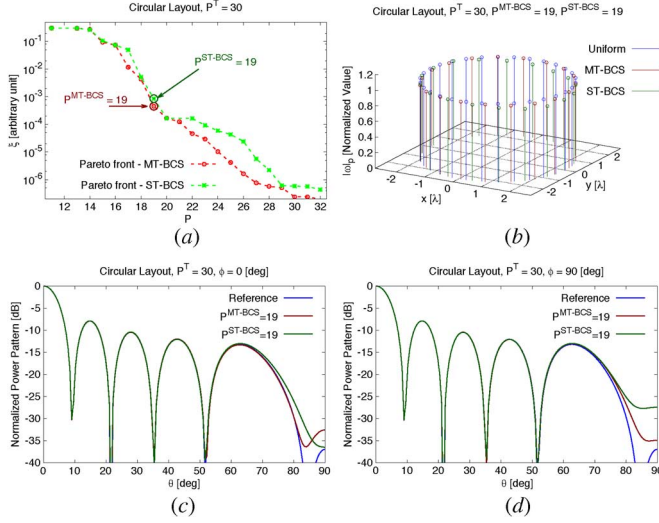 Circular Layout, P^T = 30
ξ [arbitrary unit]
10^-1
10^-2
10^-3
10^-4
10^-5
10^-6
P^ST-BCS = 19
P^MT-BCS = 19
Pareto front - MT-BCS
Pareto front - ST-BCS
12 14 16 18 20 22 24 26 28 30 32
P
(a)
Circular Layout, P^T = 30, P^MT-BCS = 19, P^ST-BCS = 19
Uniform
MT-BCS
ST-BCS
|ω|p [Normalized Value]
1.2
1
0.8
0.6
0.4
0.2
0
-2 -1 0 1 2
x [λ]
-2 -1 0 1 2
y [λ]
(b)
Circular Layout, P^T = 30, ϕ = 0 [deg]
Reference
P^MT-BCS=19
P^ST-BCS=19
Normalized Power Pattern [dB]
0
-5
-10
-15
-20
-25
-30
-35
-40
0 10 20 30 40 50 60 70 80 90
θ [deg]
(c)
Circular Layout, P^T = 30, ϕ = 90 [deg]
Reference
P^MT-BCS=19
P^ST-BCS=19
Normalized Power Pattern [dB]
0
-5
-10
-15
-20
-25
-30
-35
-40
0 10 20 30 40 50 60 70 80 90
θ [deg]
(d)